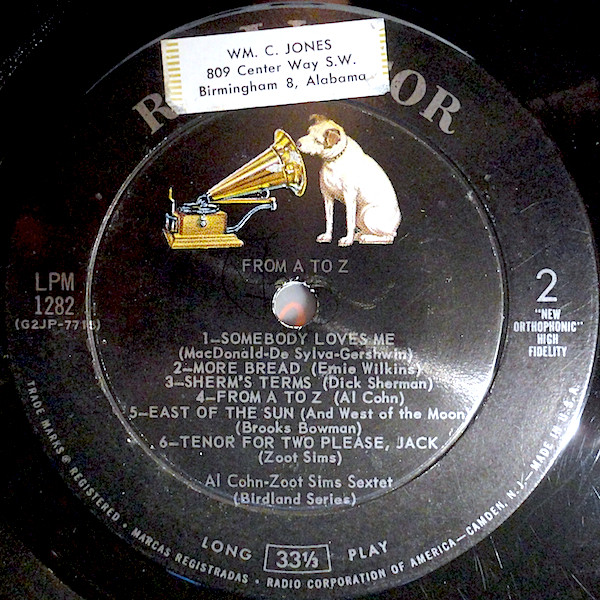 WM. C. JONES
809 Center Way S.W.
Birmingham 8, Alabama
FROM A TO Z
LPM
1282
2
"NEW
ORTHOPHONIC"
HIGH
FIDELITY
1—SOMEBODY LOVES ME
(MacDonald-De Sylva-Gershwin)
2—MORE BREAD (Ernie Wilkins)
3—SHERM'S TERMS (Dick Sherman)
4—FROM A TO Z (Al Cohn)
5—EAST OF THE SUN (And West of the Moon)
(Brooks Bowman)
6—TENOR FOR TWO PLEASE, JACK
(Zoot Sims)
Al Cohn-Zoot Sims Sextet
(Birdland Series)
LONG 33⅓ PLAY
TRADE MARKS ® REGISTERED • MARCAS REGISTRADAS • RADIO CORPORATION OF AMERICA—CAMDEN, N.J.—MADE IN U.S.A.